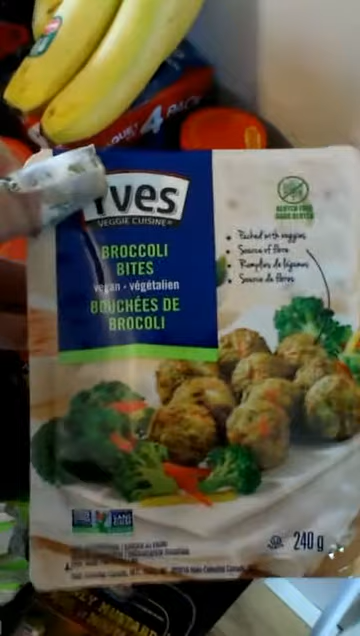 4 PACK
Yves
VEGGIE CUISINE
BROCCOLI
BITES
vegan • végétalien
BOUCHÉES DE
BROCOLI
GLUTEN FREE
SANS GLUTEN
• Packed with veggies
• Source of fibre
• Remplies de légumes
• Source de fibres
240 g